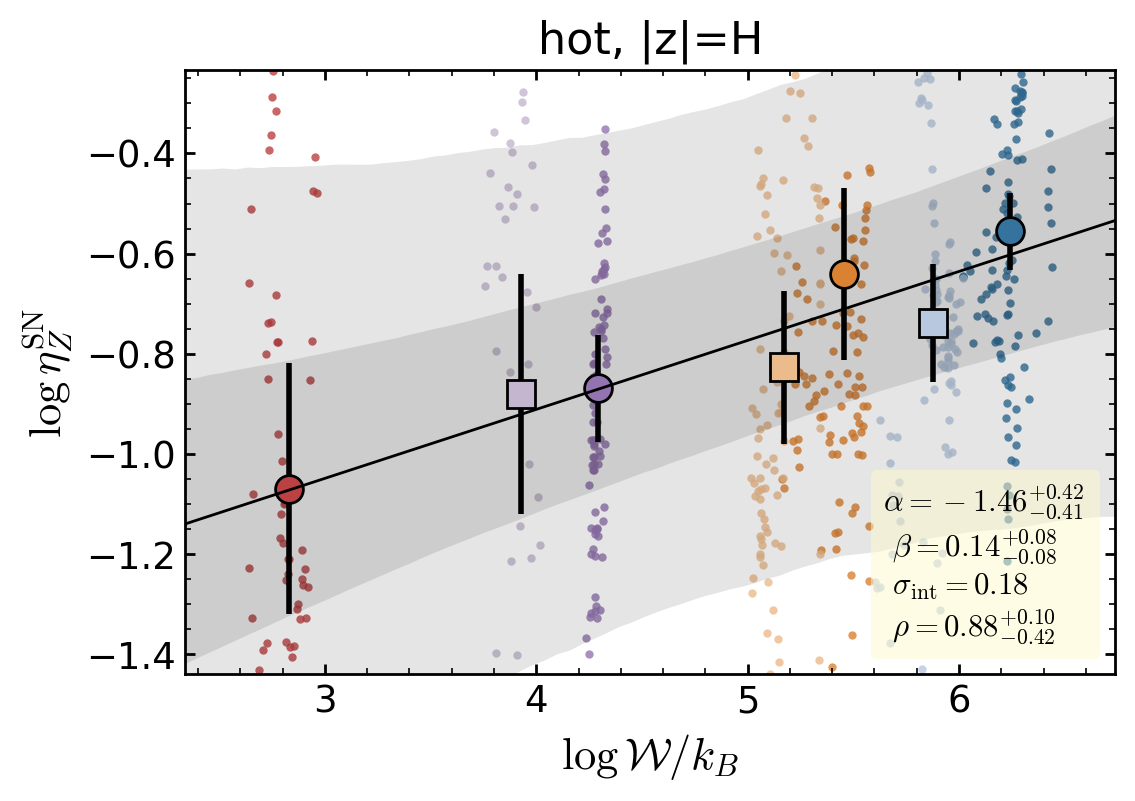 hot, |z|=H
log η_Z^SN
−0.4
−0.6
−0.8
−1.0
−1.2
−1.4
α = − 1.46^{+0.42}_{−0.41}
β = 0.14^{+0.08}_{−0.08}
σ_int = 0.18
ρ = 0.88^{+0.10}_{−0.42}
3 4 5 6
log 𝒲/k_B